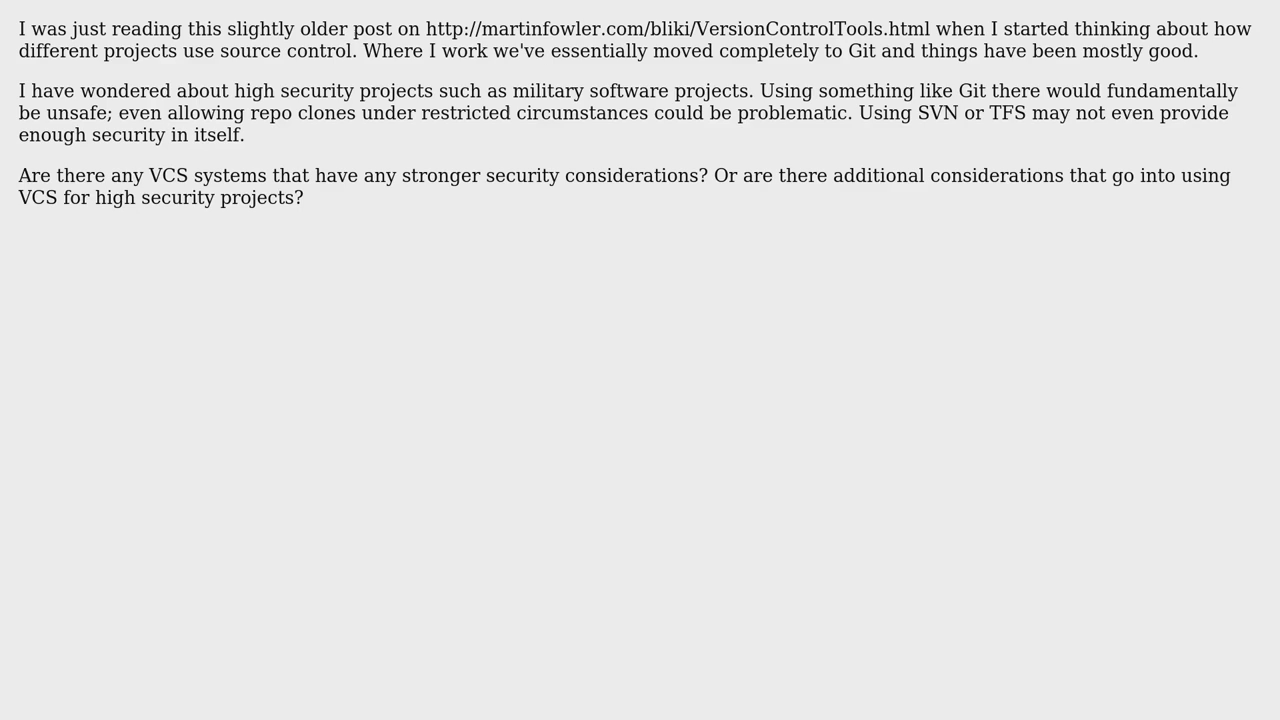 I was just reading this slightly older post on http://martinfowler.com/bliki/VersionControlTools.html when I started thinking about how
different projects use source control. Where I work we've essentially moved completely to Git and things have been mostly good.
I have wondered about high security projects such as military software projects. Using something like Git there would fundamentally
be unsafe; even allowing repo clones under restricted circumstances could be problematic. Using SVN or TFS may not even provide
enough security in itself.
Are there any VCS systems that have any stronger security considerations? Or are there additional considerations that go into using
VCS for high security projects?